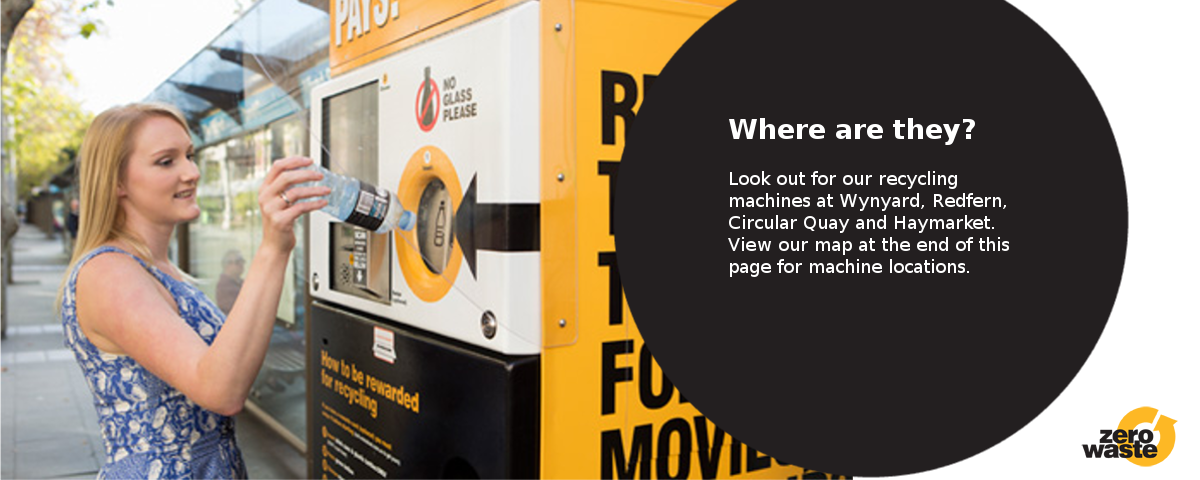 PAYS!
NO
GLASS
PLEASE
How to be rewarded
for recycling
FO
MOVIE
Where are they?
Look out for our recycling
machines at Wynyard, Redfern,
Circular Quay and Haymarket.
View our map at the end of this
page for machine locations.
zero
waste